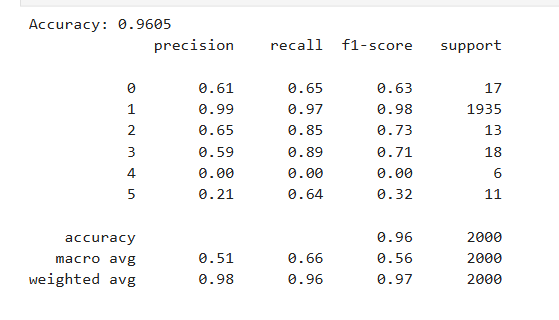 Accuracy: 0.9605
precision recall f1-score support
0 0.61 0.65 0.63 17
1 0.99 0.97 0.98 1935
2 0.65 0.85 0.73 13
3 0.59 0.89 0.71 18
4 0.00 0.00 0.00 6
5 0.21 0.64 0.32 11
accuracy 0.96 2000
macro avg 0.51 0.66 0.56 2000
weighted avg 0.98 0.96 0.97 2000